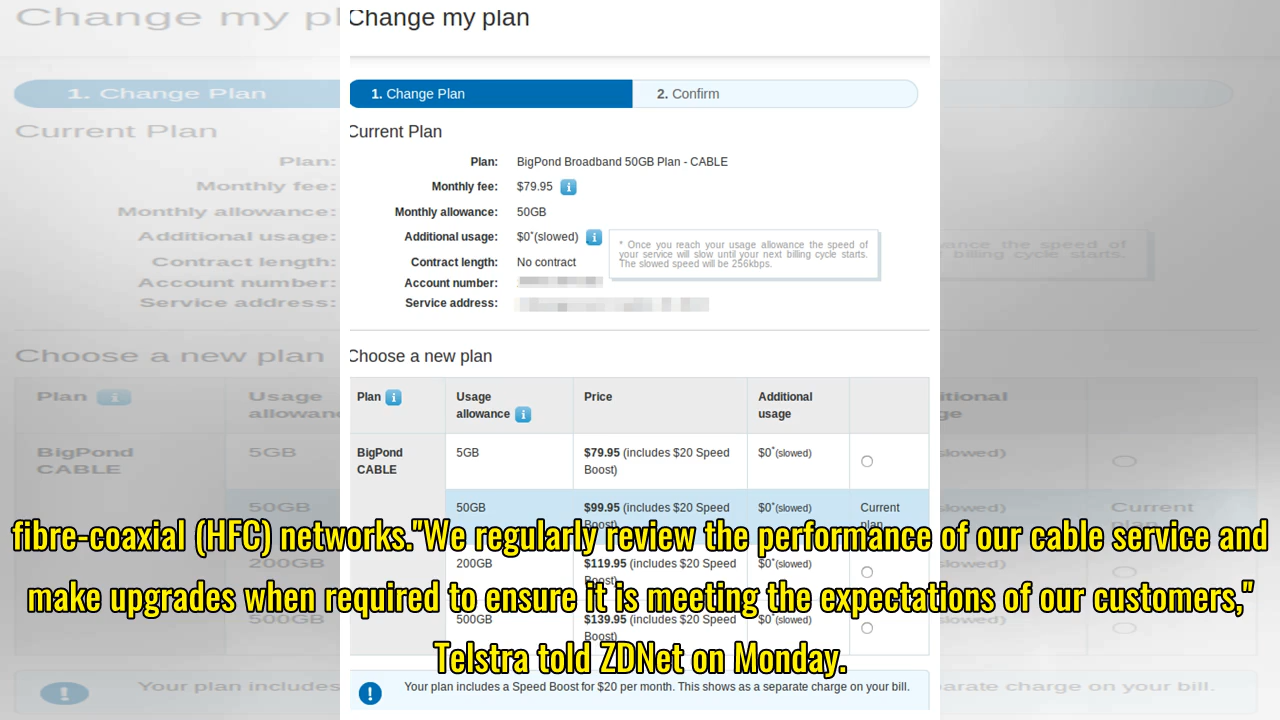 Change my plan
1. Change Plan
2. Confirm
Current Plan
Plan: BigPond Broadband 50GB Plan - CABLE
Monthly fee: $79.95
Monthly allowance: 50GB
Additional usage: $0*(slowed)
* Once you reach your usage allowance the speed of
your service will slow until your next billing cycle starts.
The slowed speed will be 256kbps.
Contract length: No contract
Account number:
Service address:
Choose a new plan
Plan Usage allowance Price Additional usage
BigPond CABLE 5GB $79.95 (includes $20 Speed Boost) $0*(slowed)
50GB $99.95 (includes $20 Speed Boost) $0*(slowed) Current plan
200GB $119.95 (includes $20 Speed Boost) $0*(slowed)
500GB $139.95 (includes $20 Speed Boost) $0*(slowed)
fibre-coaxial (HFC) networks."We regularly review the performance of our cable service and
make upgrades when required to ensure it is meeting the expectations of our customers,"
Telstra told ZDNet on Monday.
Your plan includes a Speed Boost for $20 per month. This shows as a separate charge on your bill.